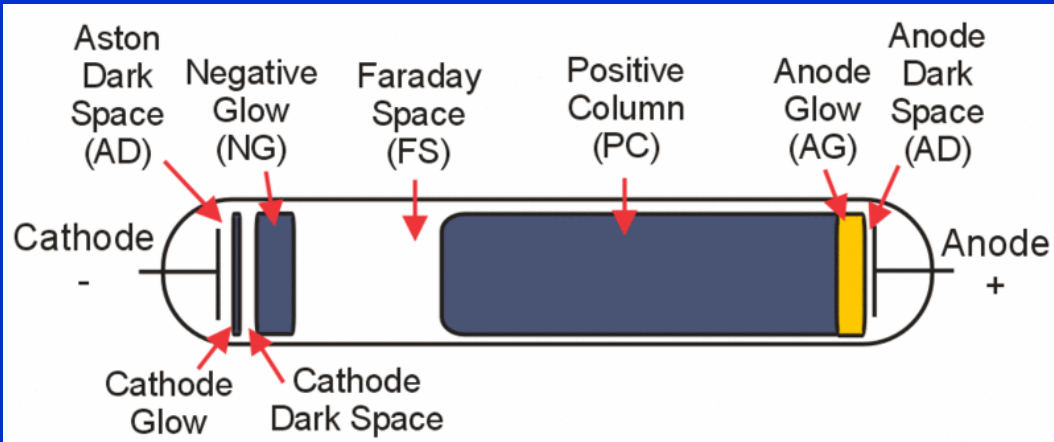 Aston
Dark
Space
(AD)
Negative
Glow
(NG)
Faraday
Space
(FS)
Positive
Column
(PC)
Anode
Glow
(AG)
Anode
Dark
Space
(AD)
Cathode
-
Anode
+
Cathode
Glow
Cathode
Dark Space